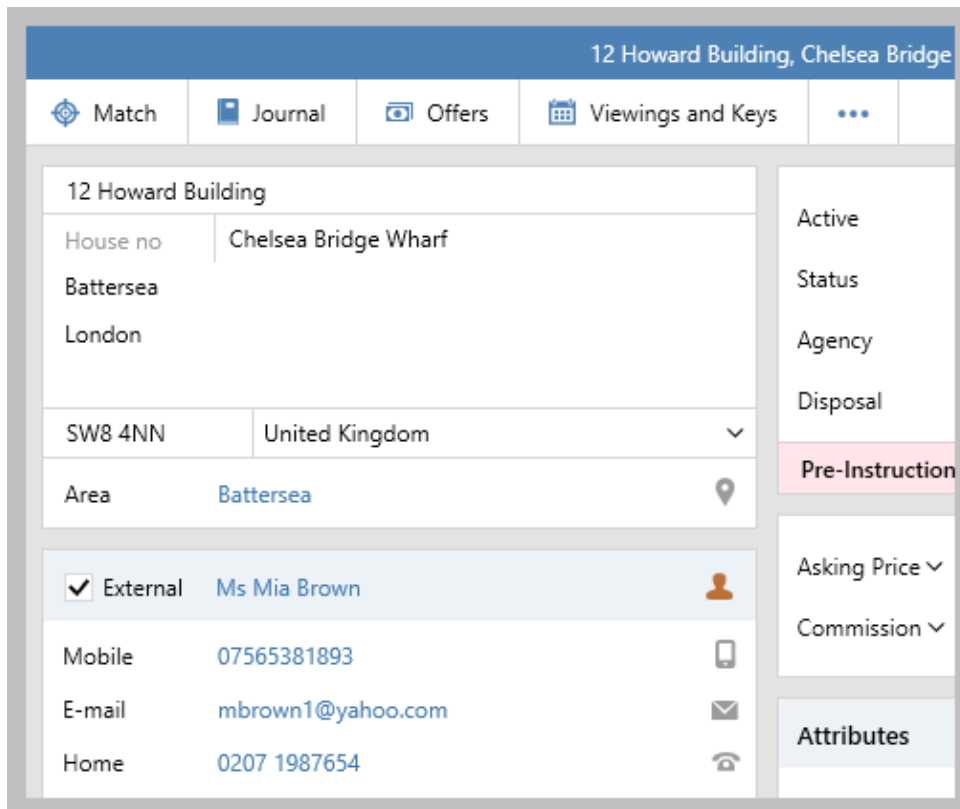 12 Howard Building, Chelsea Bridge
Match Journal Offers Viewings and Keys
12 Howard Building
House no Chelsea Bridge Wharf
Battersea
London
SW8 4NN United Kingdom
Area Battersea
External Ms Mia Brown
Mobile 07565381893
E-mail mbrown1@yahoo.com
Home 0207 1987654
Active
Status
Agency
Disposal
Pre-Instruction
Asking Price
Commission
Attributes